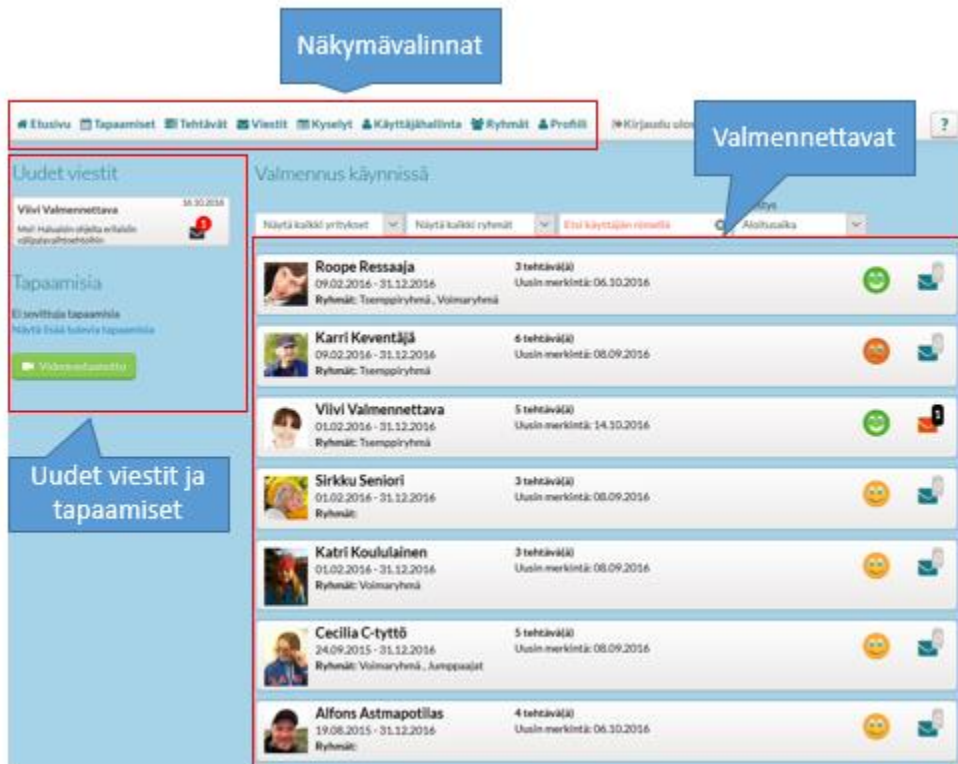 Näkymävalinnat
Etusivu Tapaamiset Tehtävät Viestit Kyselyt Käyttäjähallinta Ryhmät Profiili Kirjaudu ulos ?
Valmennettavat
Uudet viestit
Viivi Valmennettava 16.10.2016
Moi! Haluaisin ohjeita erilaisiin
1
Tapaamisia
Ei sovittuja tapaamisia
Näytä lisää tulevia tapaamisia
Videovastaanotto
Uudet viestit ja
tapaamiset
Valmennus käynnissä
Näytä kaikki yritykset Näytä kaikki ryhmät Etsi käyttäjän nimellä Aloitusaika
Roope Ressaaja 3 tehtävä(ä)
09.02.2016 - 31.12.2016 Uusin merkintä: 06.10.2016
Ryhmät: Tsemppiryhmä, Voimaryhmä
Karri Keventäjä 6 tehtävä(ä)
09.02.2016 - 31.12.2016 Uusin merkintä: 08.09.2016
Ryhmät: Tsemppiryhmä
Viivi Valmennettava 5 tehtävä(ä) 1
01.02.2016 - 31.12.2016 Uusin merkintä: 14.10.2016
Ryhmät: Tsemppiryhmä
Sirkku Seniori 3 tehtävä(ä)
01.02.2016 - 31.12.2016 Uusin merkintä: 08.09.2016
Ryhmät:
Katri Koululainen 3 tehtävä(ä)
01.02.2016 - 31.12.2016 Uusin merkintä: 08.09.2016
Ryhmät: Voimaryhmä
Cecilia C-tyttö 5 tehtävä(ä)
24.09.2015 - 31.12.2016 Uusin merkintä: 08.09.2016
Ryhmät: Voimaryhmä, Jumppaajat
Alfons Astmapotilas 4 tehtävä(ä)
19.08.2015 - 31.12.2016 Uusin merkintä: 06.10.2016
Ryhmät: